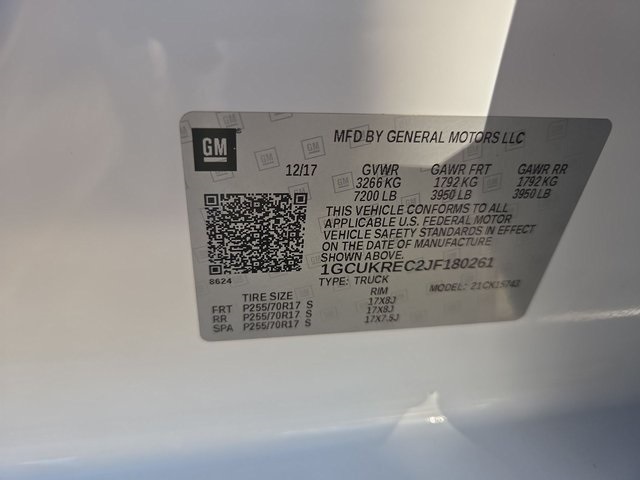 GM
MFD BY GENERAL MOTORS LLC
12/17 GVWR GAWR FRT GAWR RR
3266 KG 1792 KG 1792 KG
7200 LB 3950 LB 3950 LB
THIS VEHICLE CONFORMS TO ALL
APPLICABLE U.S. FEDERAL MOTOR
VEHICLE SAFETY STANDARDS IN EFFECT
ON THE DATE OF MANUFACTURE
SHOWN ABOVE.
1GCUKREC2JF180261
8624
TYPE: TRUCK MODEL:
TIRE SIZE RIM
FRT P255/70R17 S 17X8J
RR P255/70R17 S 17X8J
SPA P255/70R17 S 17X7.5J